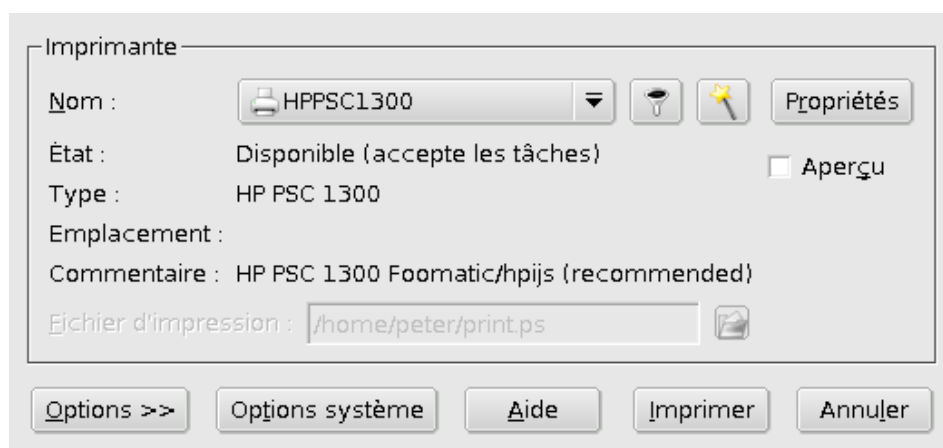 Imprimante
Nom : HPPSC1300 Propriétés
État : Disponible (accepte les tâches) Aperçu
Type : HP PSC 1300
Emplacement :
Commentaire : HP PSC 1300 Foomatic/hpijs (recommended)
Fichier d'impression : /home/peter/print.ps
Options >> Options système Aide Imprimer Annuler